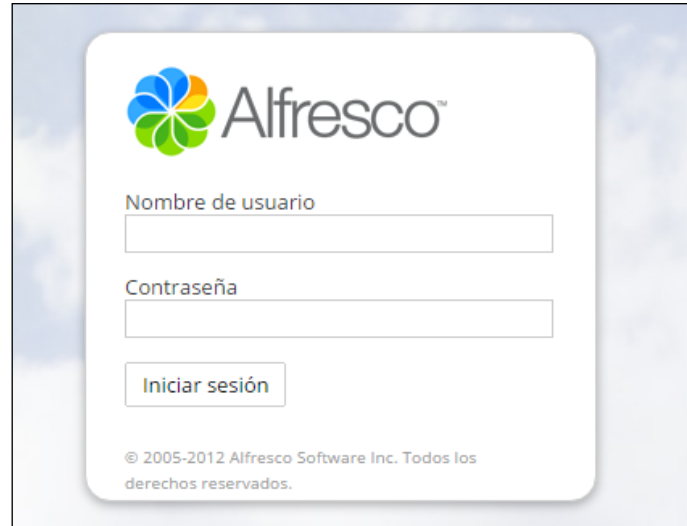 Alfresco™
Nombre de usuario
Contraseña
Iniciar sesión
© 2005-2012 Alfresco Software Inc. Todos los
derechos reservados.